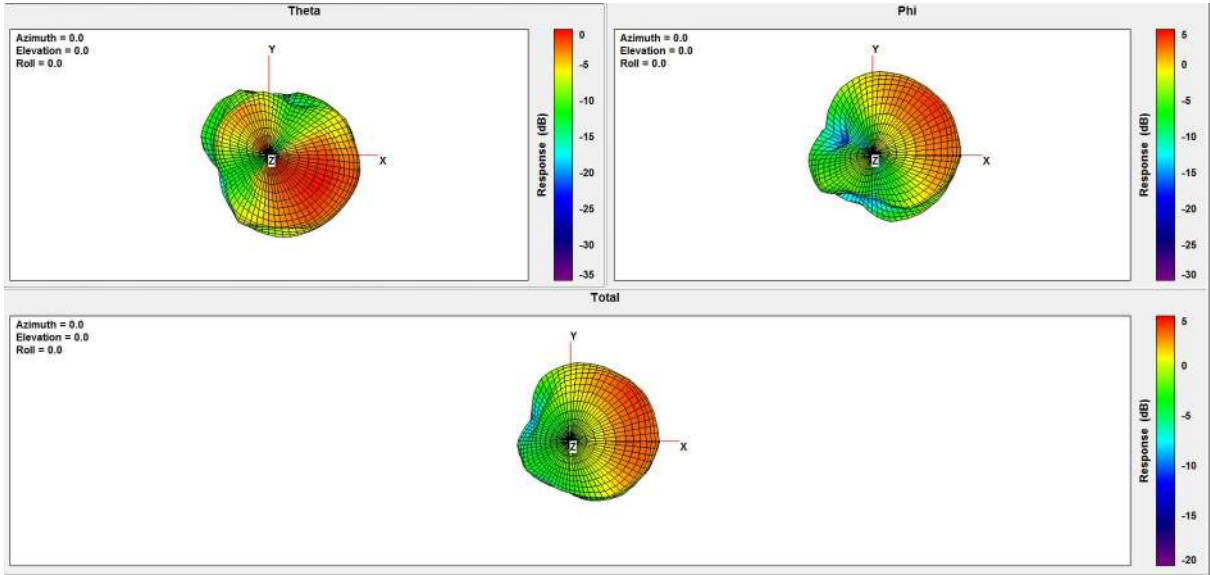 Theta
Azimuth = 0.0
Elevation = 0.0
Roll = 0.0
Y
X
Z
0
-5
-10
-15
-20
-25
-30
-35
Response (dB)
Phi
Azimuth = 0.0
Elevation = 0.0
Roll = 0.0
Y
X
Z
5
0
-5
-10
-15
-20
-25
-30
Response (dB)
Total
Azimuth = 0.0
Elevation = 0.0
Roll = 0.0
Y
X
Z
5
0
-5
-10
-15
-20
Response (dB)